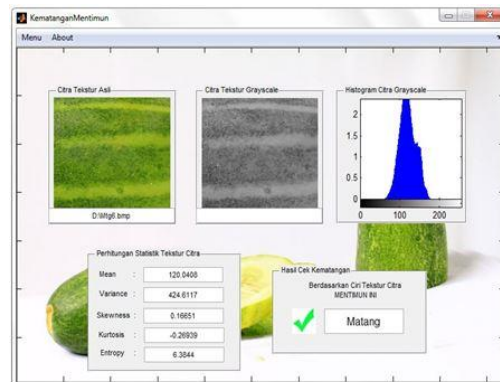 KematanganMentimun
Menu About
Citra Tekstur Asli
D:\Mtg6.bmp
Citra Tekstur Grayscale
Histogram Citra Grayscale
2
1.5
1
0.5
0
0 100 200
Perhitungan Statistik Tekstur Citra
Mean : 120.0408
Variance : 424.6117
Skewness : 0.16651
Kurtosis : -0.26939
Entropy : 6.3844
Hasil Cek Kematangan
Berdasarkan Ciri Tekstur Citra
MENTIMUN INI
Matang